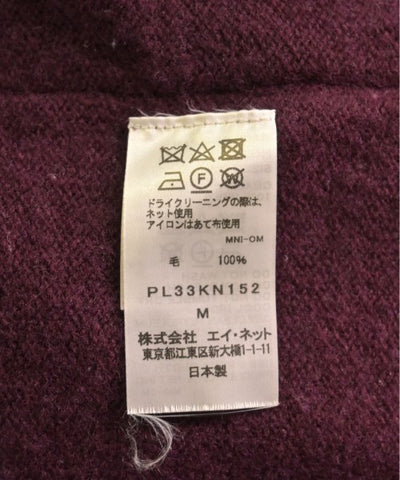 ドライクリーニングの際は、
ネット使用
アイロンはあて布使用
MNI-OM
毛 100%
PL33KN152
M
株式会社 エイ・ネット
東京都江東区新大橋1-1-11
日本製